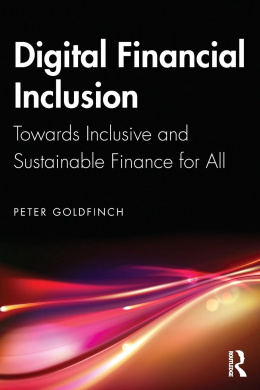 Digital Financial
Inclusion
Towards Inclusive and
Sustainable Finance for All
PETER GOLDFINCH
ROUTLEDGE